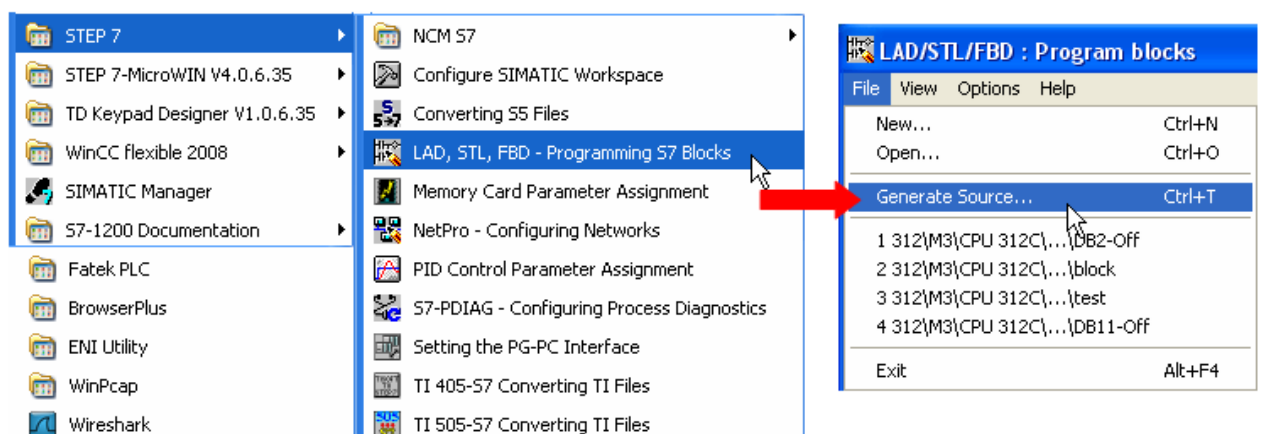 STEP 7
STEP 7-MicroWIN V4.0.6.35
TD Keypad Designer V1.0.6.35
WinCC flexible 2008
SIMATIC Manager
S7-1200 Documentation
Fatek PLC
BrowserPlus
ENI Utility
WinPcap
Wireshark
NCM S7
Configure SIMATIC Workspace
Converting S5 Files
LAD, STL, FBD - Programming S7 Blocks
Memory Card Parameter Assignment
NetPro - Configuring Networks
PID Control Parameter Assignment
S7-PDIAG - Configuring Process Diagnostics
Setting the PG-PC Interface
TI 405-S7 Converting TI Files
TI 505-S7 Converting TI Files
LAD/STL/FBD : Program blocks
File View Options Help
New... Ctrl+N
Open... Ctrl+O
Generate Source... Ctrl+T
1 312\M3\CPU 312C\...\DB2-Off
2 312\M3\CPU 312C\...\block
3 312\M3\CPU 312C\...\test
4 312\M3\CPU 312C\...\DB11-Off
Exit Alt+F4